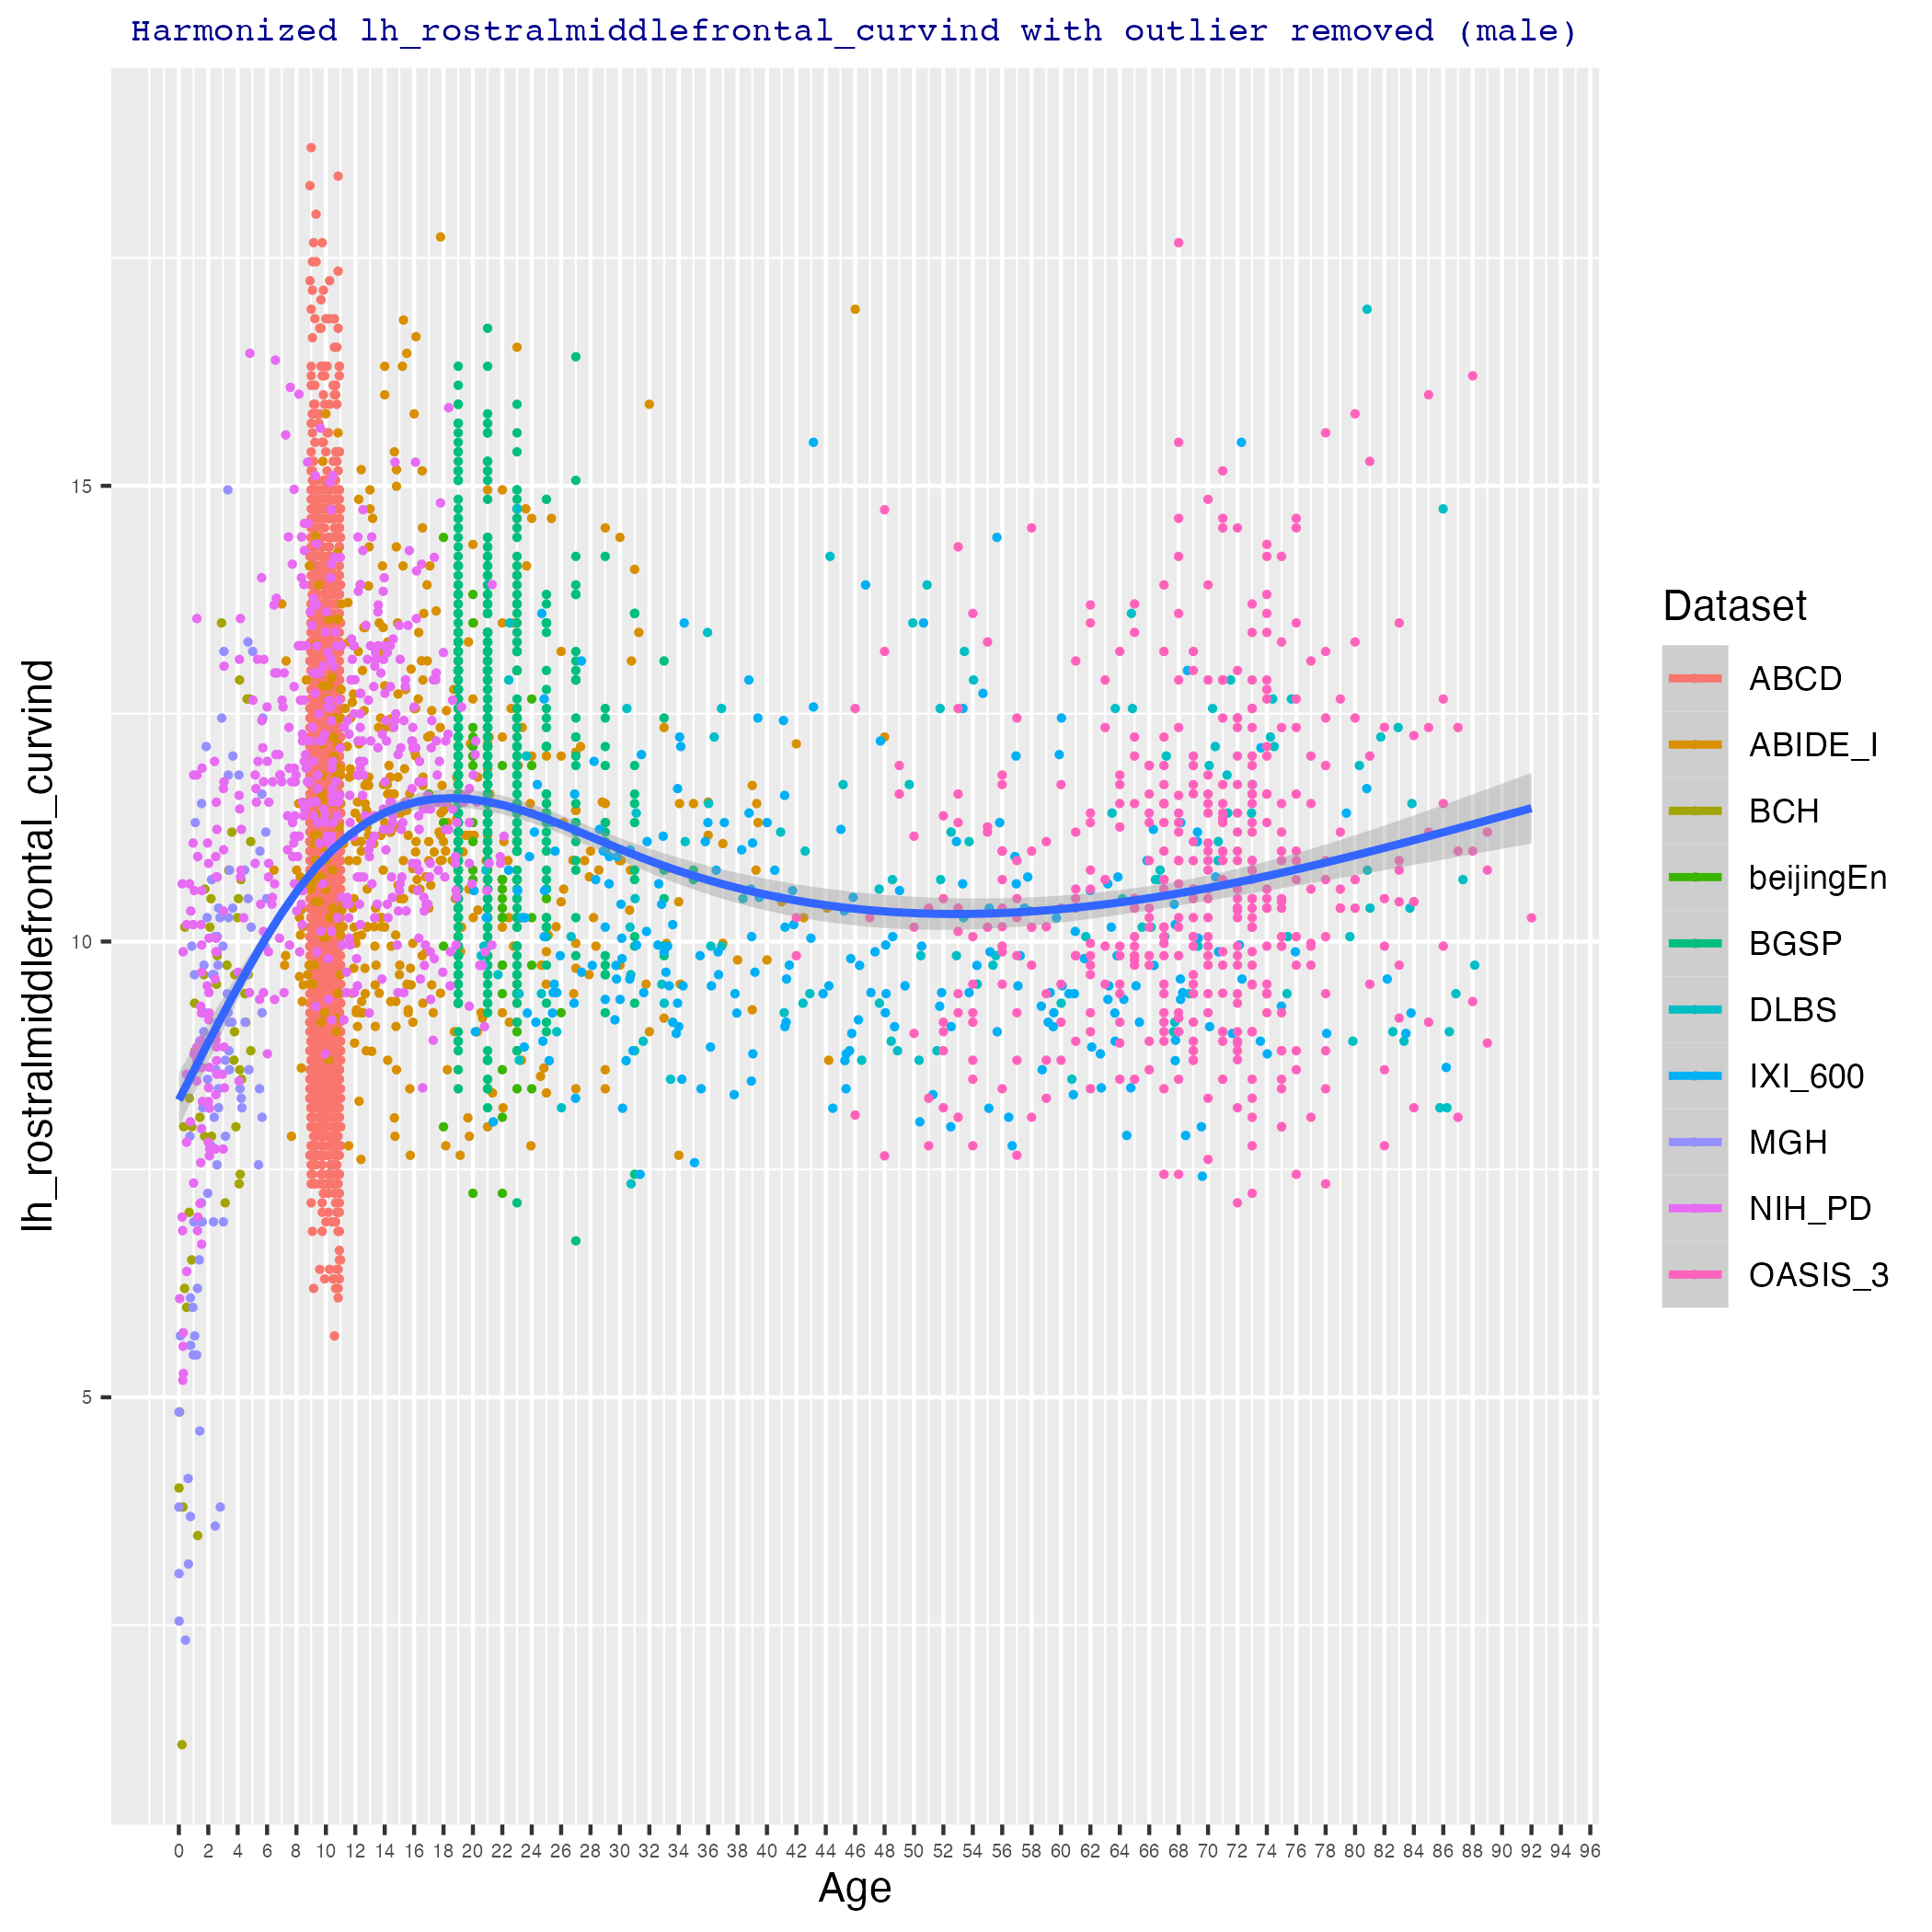 Harmonized lh_rostralmiddlefrontal_curvind with outlier removed (male)
lh_rostralmiddlefrontal_curvind
15
10
5
0 2 4 6 8 10 12 14 16 18 20 22 24 26 28 30 32 34 36 38 40 42 44 46 48 50 52 54 56 58 60 62 64 66 68 70 72 74 76 78 80 82 84 86 88 90 92 94 96
Age
Dataset
ABCD
ABIDE_I
BCH
beijingEn
BGSP
DLBS
IXI_600
MGH
NIH_PD
OASIS_3